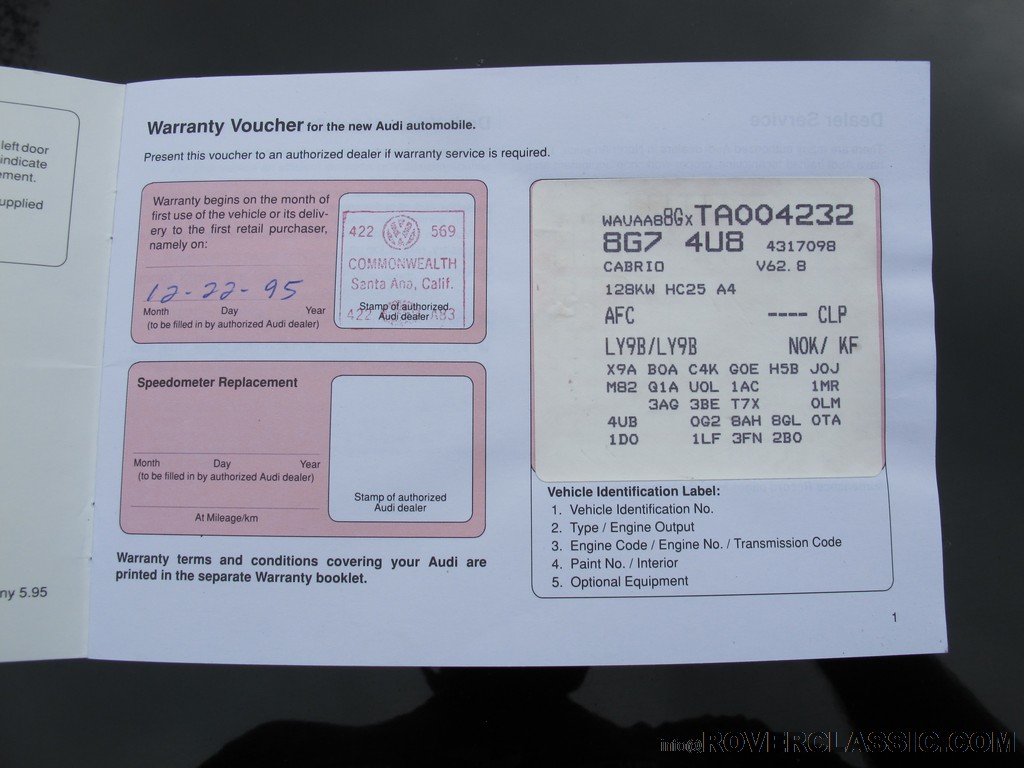 left door
indicate
ement.
upplied
ny 5.95
Warranty Voucher for the new Audi automobile.
Present this voucher to an authorized dealer if warranty service is required.
Warranty begins on the month of
first use of the vehicle or its deliv-
ery to the first retail purchaser,
namely on:
12-22-95
Month Day Year
(to be filled in by authorized Audi dealer)
422 569
COMMONWEALTH
Santa Ana, Calif.
Stamp of authorized
Audi dealer
422 A83
Speedometer Replacement
Month Day Year
(to be filled in by authorized Audi dealer)
At Mileage/km
Stamp of authorized
Audi dealer
Warranty terms and conditions covering your Audi are
printed in the separate Warranty booklet.
WAUAA88GxTA004232
8G7 4U8 4317098
CABRIO V62.8
128KW HC25 A4
AFC ---- CLP
LY9B/LY9B NOK/ KF
X9A B0A C4K G0E H5B J0J
M82 G1A U0L 1AC 1MR
3AG 3BE T7X 0LM
4UB 0G2 8AH 8GL 0TA
1D0 1LF 3FN 2B0
Vehicle Identification Label:
1. Vehicle Identification No.
2. Type / Engine Output
3. Engine Code / Engine No. / Transmission Code
4. Paint No. / Interior
5. Optional Equipment
1
Dealer Service
info@ROVERCLASSIC.COM